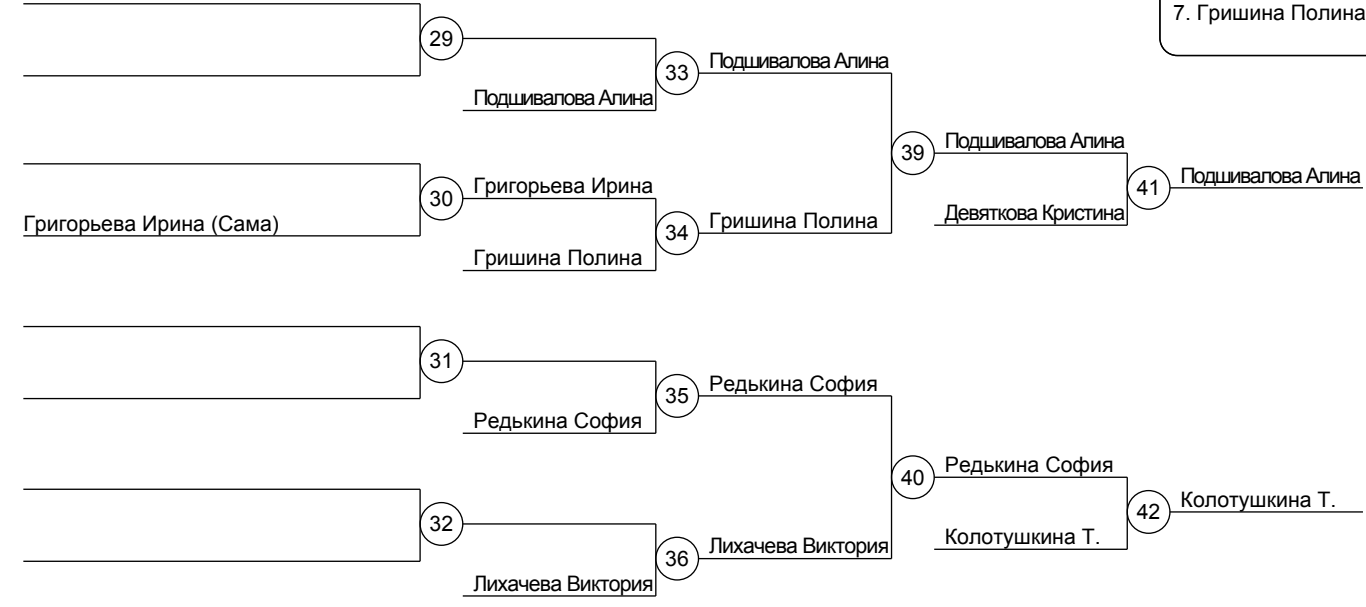 7. Гришина Полина
29
33
Подшивалова Алина
Подшивалова Алина
39
Подшивалова Алина
41
Подшивалова Алина
30
Григорьева Ирина
Григорьева Ирина (Сама)
34
Гришина Полина
Девяткова Кристина
Гришина Полина
31
35
Редькина София
Редькина София
40
Редькина София
42
Колотушкина Т.
32
Колотушкина Т.
36
Лихачева Виктория
Лихачева Виктория